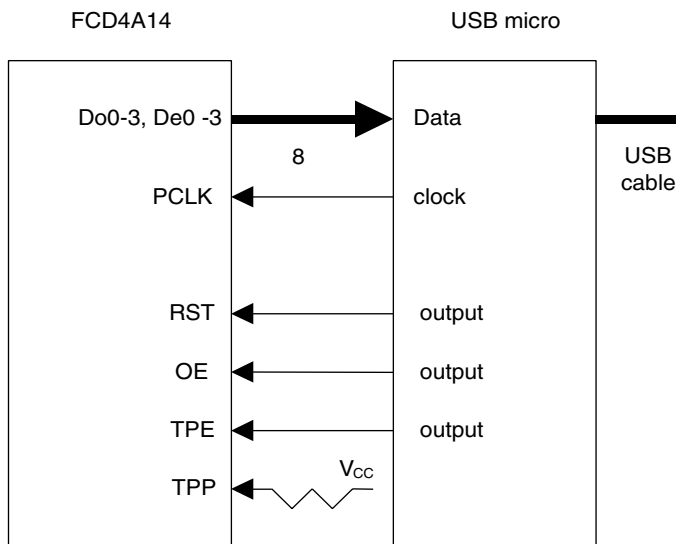 FCD4A14 USB micro
Do0-3, De0 -3 Data
8
USB
cable
PCLK clock
RST output
OE output
TPE output
TPP VCC